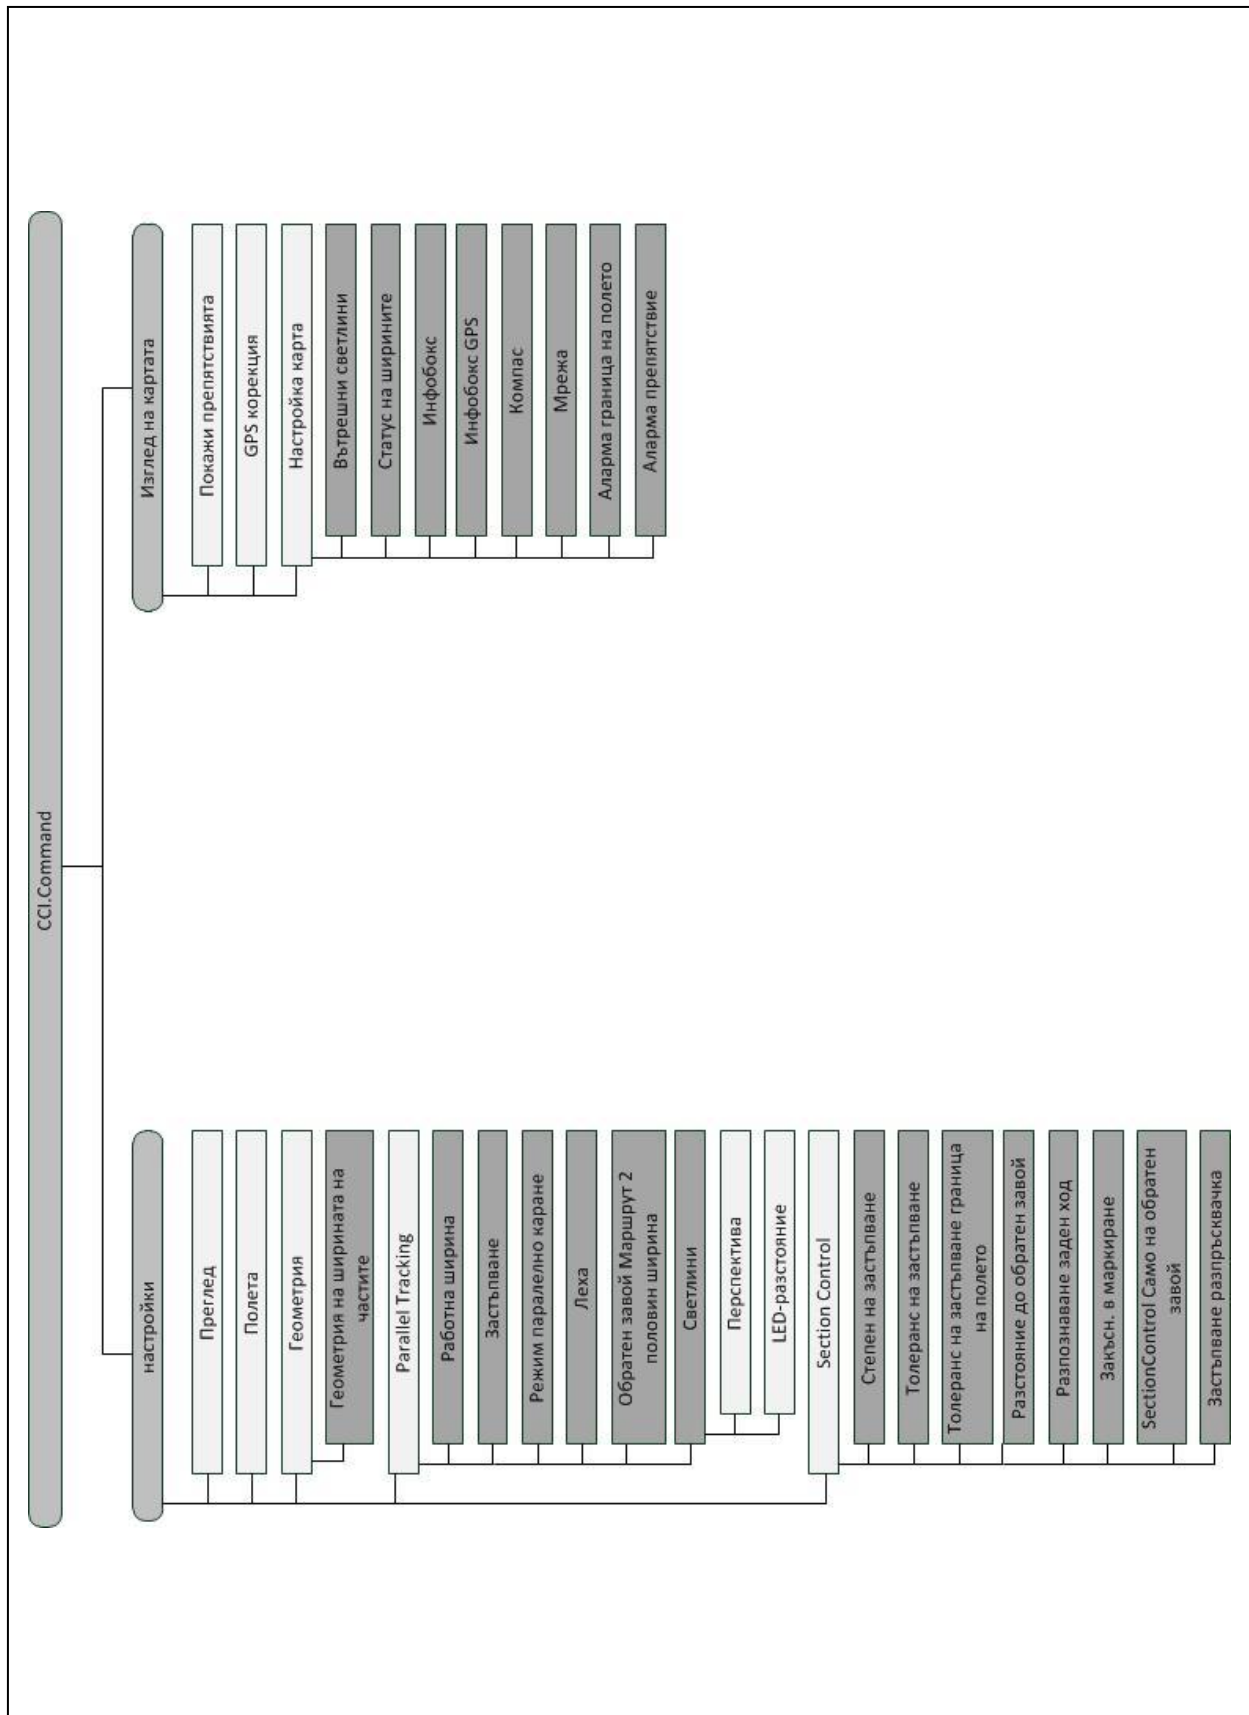 CCI.Command
настройки
Преглед
Полета
Геометрия
Геометрия на ширината на
частите
Parallel Tracking
Работна ширина
Застъпване
Режим паралелно каране
Леха
Обратен завой Маршрут 2
половин ширина
Светлини
Перспектива
LED-разстояние
Section Control
Степен на застъпване
Толеранс на застъпване
Толеранс на застъпване граница
на полето
Разстояние до обратен завой
Разпознаване заден ход
Закъсн. в маркиране
SectionControl Само на обратен
завой
Застъпване разпръсквачка
Изглед на картата
Покажи препятствията
GPS корекция
Настройка карта
Вътрешни светлини
Статус на ширините
Инфобокс
Инфобокс GPS
Компас
Мрежа
Аларма граница на полето
Аларма препятствие